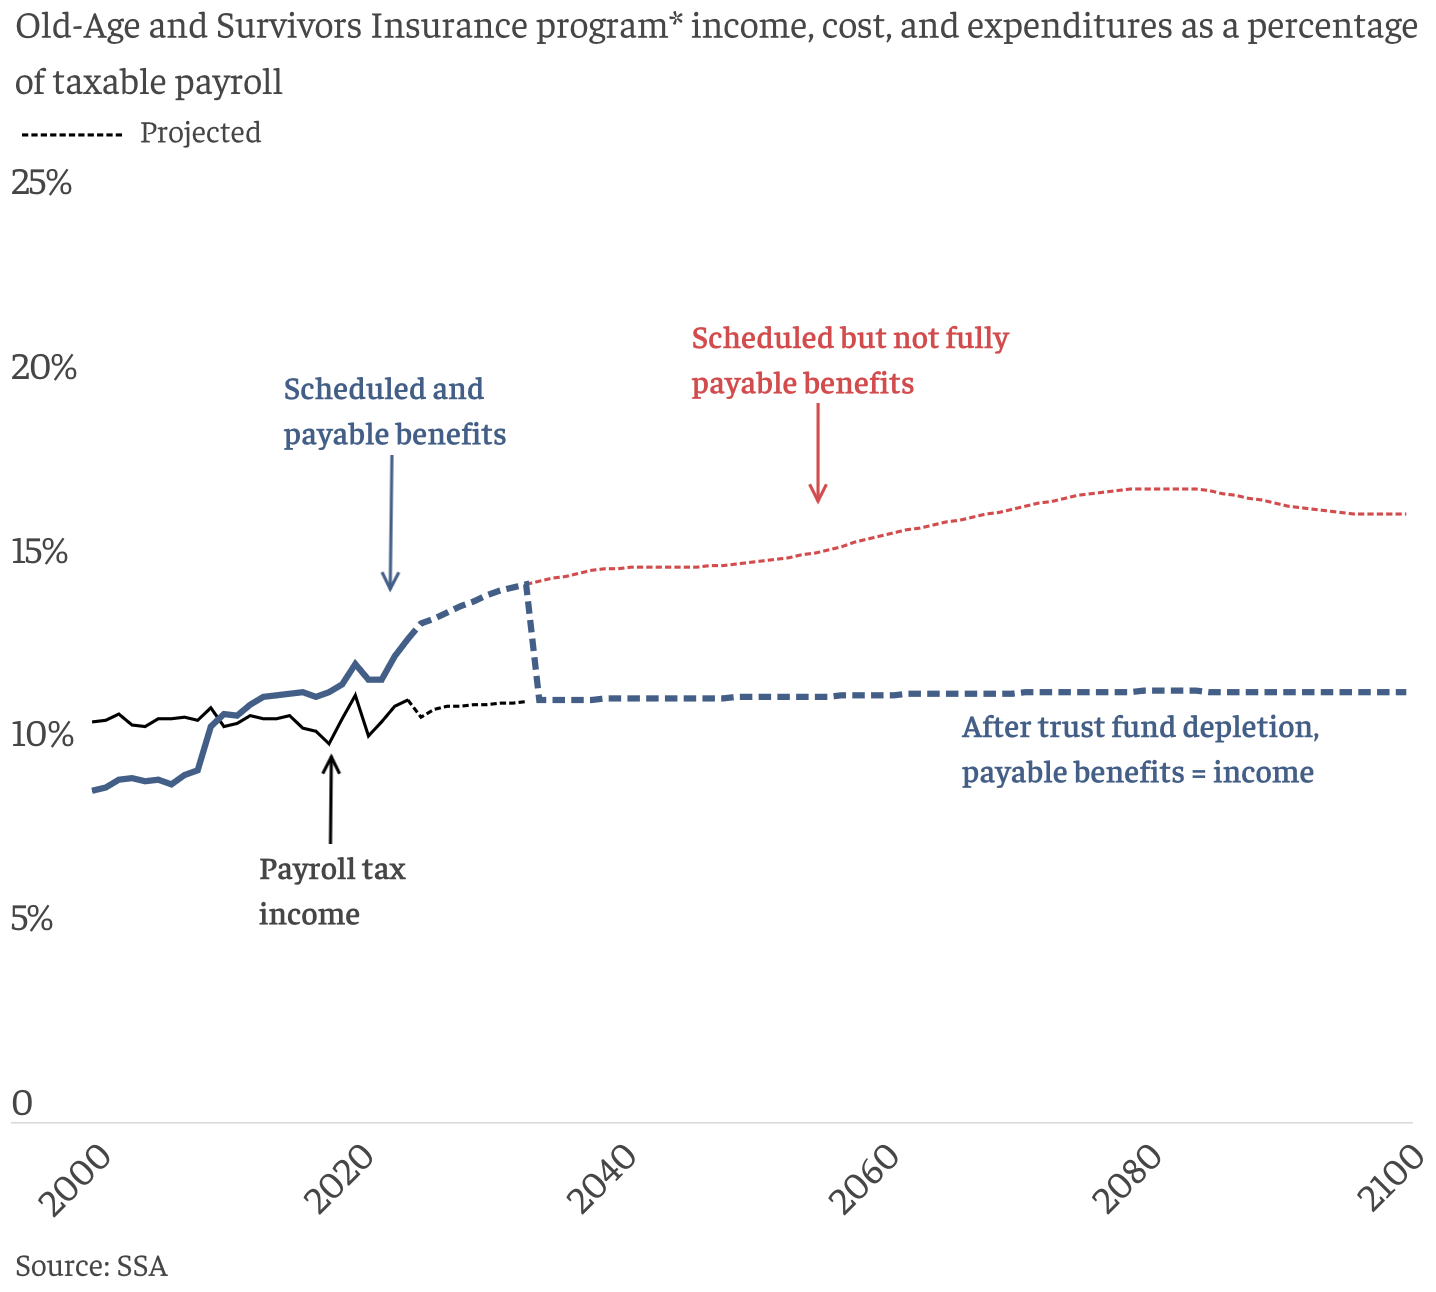 Old-Age and Survivors Insurance program* income, cost, and expenditures as a percentage
of taxable payroll
Projected
25%
20%
15%
10%
5%
0
Scheduled but not fully
payable benefits
Scheduled and
payable benefits
After trust fund depletion,
payable benefits = income
Payroll tax
income
2000
2020
2040
2060
2080
2100
Source: SSA